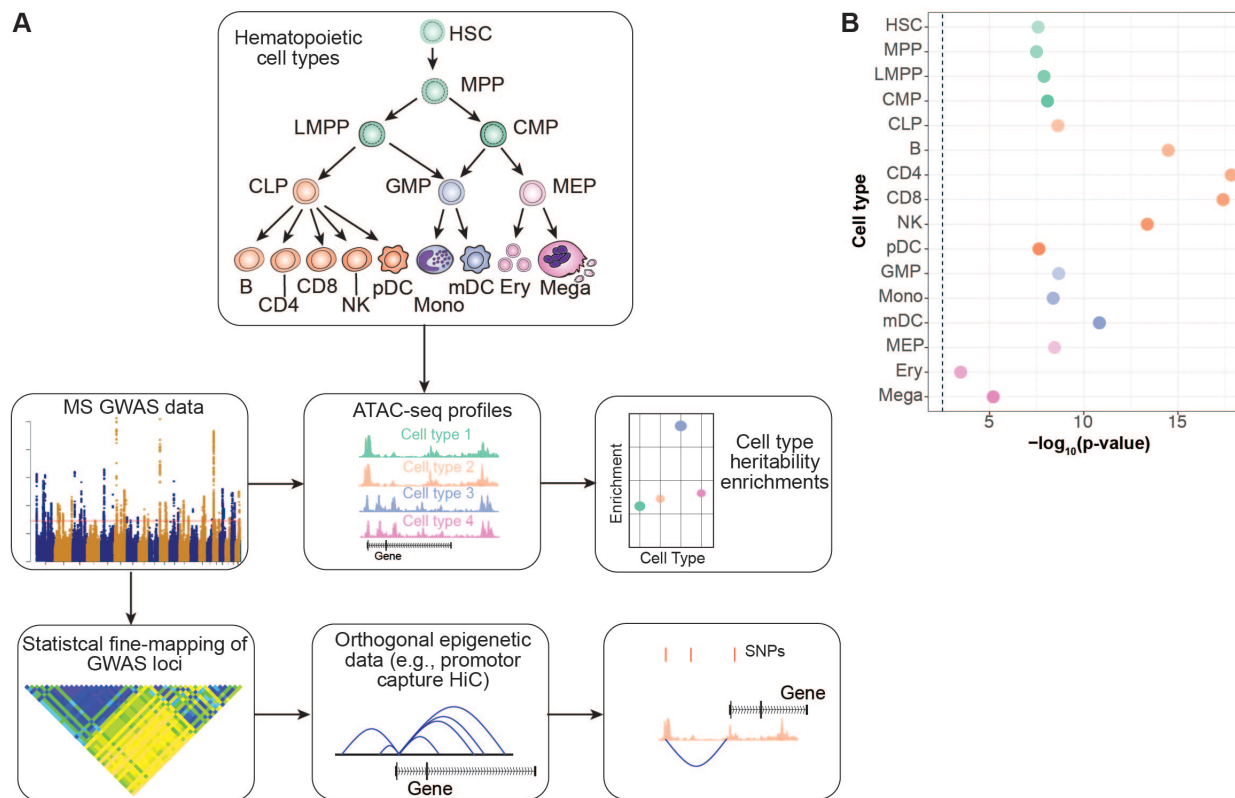 A
Hematopoietic
cell types
HSC
MPP
LMPP
CMP
CLP
GMP
MEP
B
CD4
CD8
NK
pDC
Mono
mDC
Ery
Mega
MS GWAS data
ATAC-seq profiles
Cell type 1
Cell type 2
Cell type 3
Cell type 4
Gene
Enrichment
Cell Type
Cell type
heritability
enrichments
Statistcal fine-mapping of
GWAS loci
Orthogonal epigenetic
data (e.g., promotor
capture HiC)
Gene
SNPs
Gene
B
Cell type
HSC
MPP
LMPP
CMP
CLP
B
CD4
CD8
NK
pDC
GMP
Mono
mDC
MEP
Ery
Mega
5 10 15
−log10(p-value)